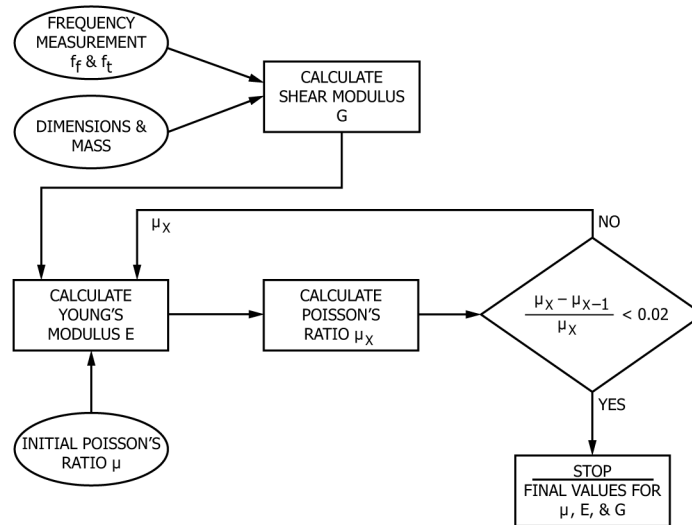 FREQUENCY
MEASUREMENT
f_f & f_t
DIMENSIONS &
MASS
CALCULATE
SHEAR MODULUS
G
μ_X
NO
CALCULATE
YOUNG'S
MODULUS E
CALCULATE
POISSON'S
RATIO μ_X
μ_X – μ_X–1
μ_X
< 0.02
YES
INITIAL POISSON'S
RATIO μ
STOP
FINAL VALUES FOR
μ, E, & G